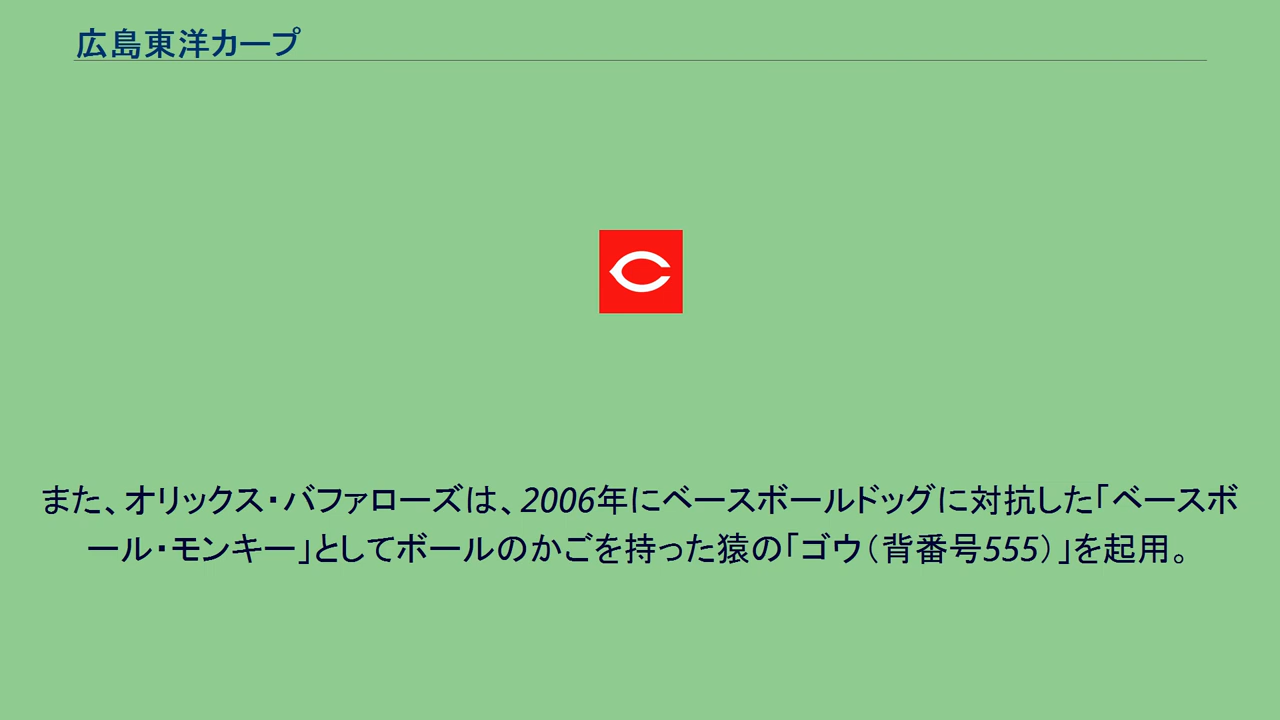 広島東洋カープ
また、オリックス・バファローズは、2006年にベースボールドッグに対抗した「ベースボ
ール・モンキー」としてボールのかごを持った猿の「ゴウ（背番号555）」を起用。